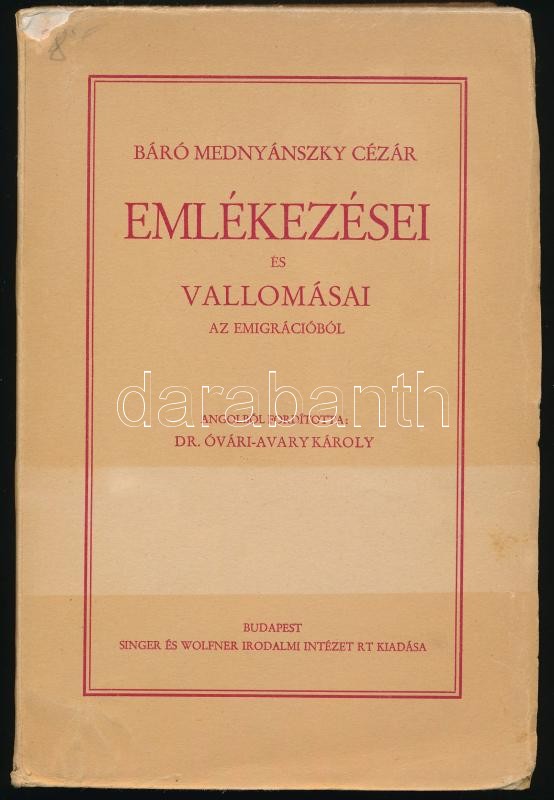 8
BÁRÓ MEDNYÁNSZKY CÉZÁR
EMLÉKEZÉSEI
ÉS
VALLOMÁSAI
AZ EMIGRÁCIÓBÓL
darabanth
ANGOLBÓL FORDÍTOTTA:
DR. ÓVÁRI-AVARY KÁROLY
BUDAPEST
SINGER ÉS WOLFNER IRODALMI INTÉZET RT KIADÁSA